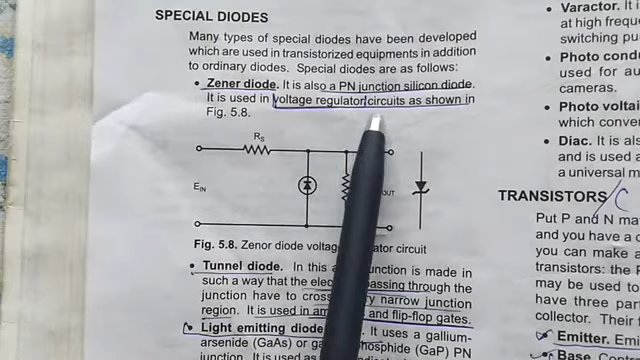 SPECIAL DIODES
Many types of special diodes have been developed
which are used in transistorized equipments in addition
to ordinary diodes. Special diodes are as follows:
• Zener diode. It is also a PN junction silicon diode.
It is used in voltage regulator circuits as shown in
Fig. 5.8.
RS
EIN
OUT
Fig. 5.8. Zenor diode voltage circuit
• Tunnel diode. In this junction is made in
such a way that the passing through the
junction have to cross narrow junction
region. It is used in and flip-flop gates.
Light emitting diode It uses a gallium-
arsenide (GaAs) or (GaP) PN
junction. It is used as
• Varactor. It i
at high freque
switching pu
• Photo cond
used for au
cameras.
• Photo voltai
which conver
• Diac. It is als
and is used a
a universal m
TRANSISTORS
Put P and N ma
and you have a
you can make a
transistors: the
may be used to
have three par
collector. Their
Emitter. Em
Base.